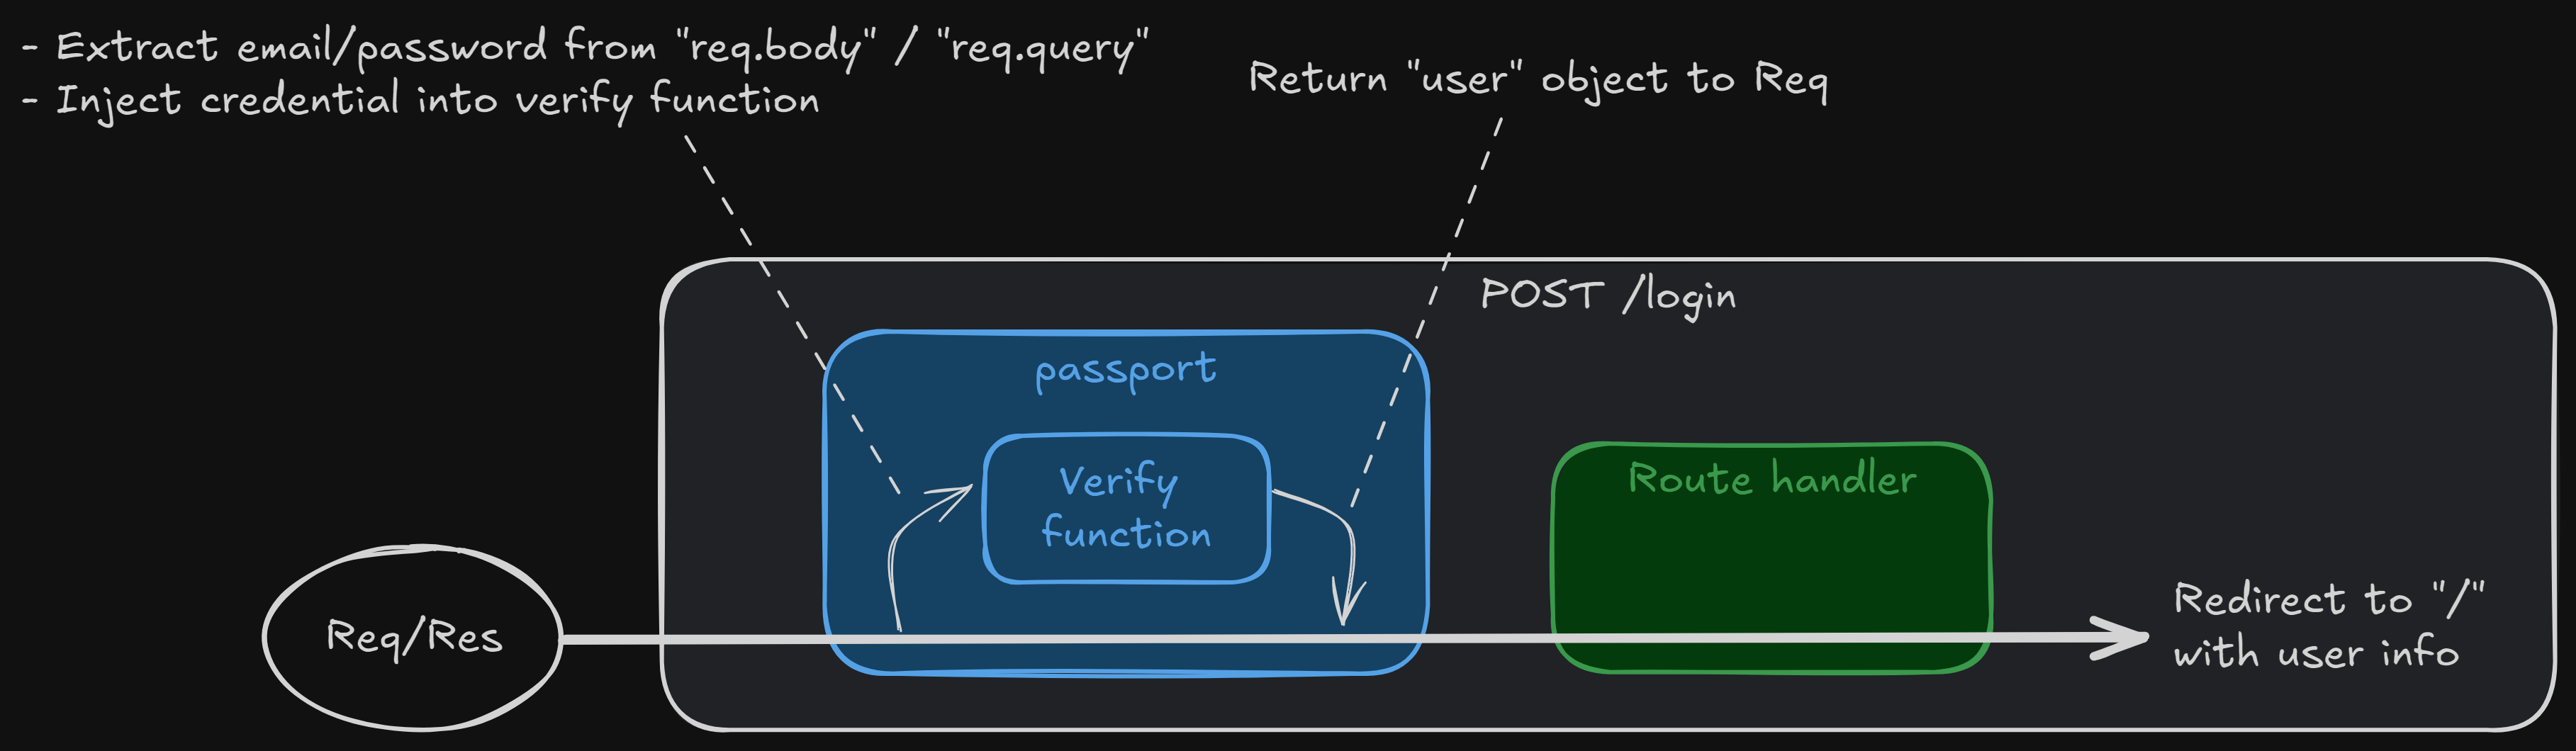 - Extract email/password from "req.body" / "req.query"
- Inject credential into verify function
Return "user" object to Req
POST /login
passport
Verify
function
Route handler
Req/Res
Redirect to "/"
with user info